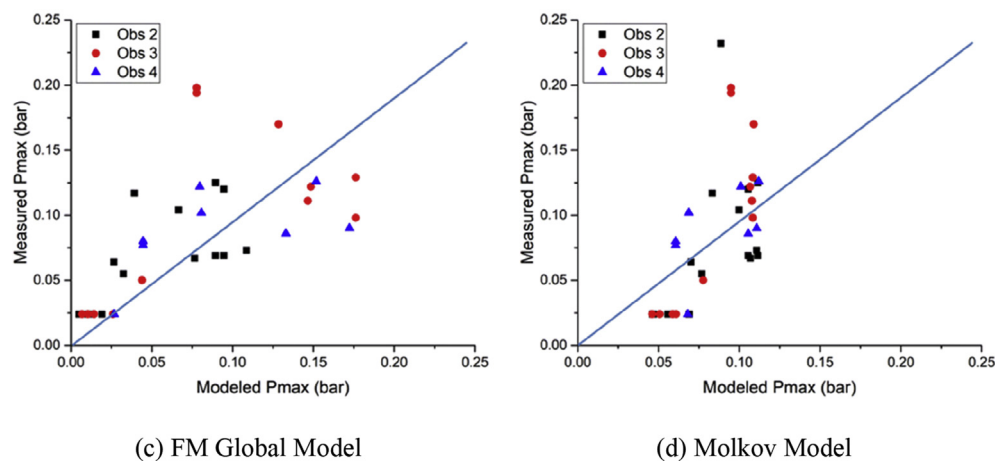 0.25
0.20
0.15
0.10
0.05
0.00
Measured Pmax (bar)
Obs 2
Obs 3
Obs 4
0.00 0.05 0.10 0.15 0.20 0.25
Modeled Pmax (bar)
(c) FM Global Model
0.25
0.20
0.15
0.10
0.05
0.00
Measured Pmax (bar)
Obs 2
Obs 3
Obs 4
0.00 0.05 0.10 0.15 0.20 0.25
Modeled Pmax (bar)
(d) Molkov Model